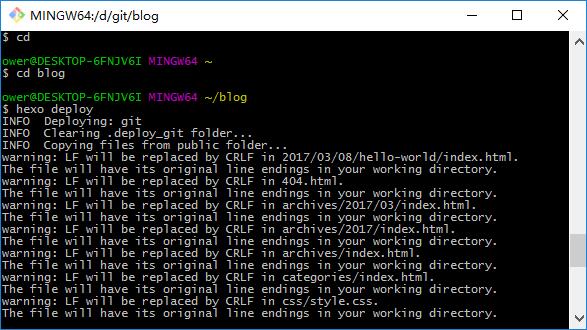 MINGW64:/d/git/blog
$ cd
ower@DESKTOP-6FNJV6I MINGW64 ~
$ cd blog
ower@DESKTOP-6FNJV6I MINGW64 ~/blog
$ hexo deploy
INFO  Deploying: git
INFO  Clearing .deploy_git folder...
INFO  Copying files from public folder...
warning: LF will be replaced by CRLF in 2017/03/08/hello-world/index.html.
The file will have its original line endings in your working directory.
warning: LF will be replaced by CRLF in 404.html.
The file will have its original line endings in your working directory.
warning: LF will be replaced by CRLF in archives/2017/03/index.html.
The file will have its original line endings in your working directory.
warning: LF will be replaced by CRLF in archives/2017/index.html.
The file will have its original line endings in your working directory.
warning: LF will be replaced by CRLF in archives/index.html.
The file will have its original line endings in your working directory.
warning: LF will be replaced by CRLF in categories/index.html.
The file will have its original line endings in your working directory.
warning: LF will be replaced by CRLF in css/style.css.
The file will have its original line endings in your working directory.